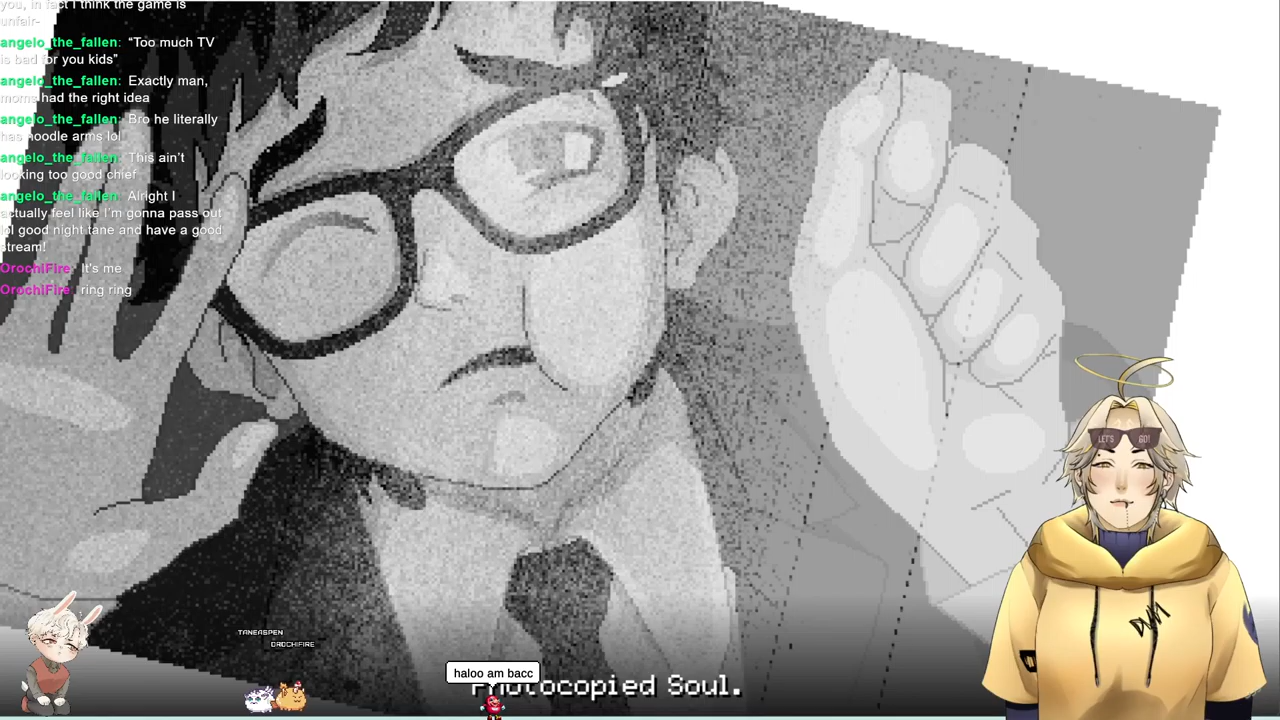 you, in fact I think the game is
unfair-
angelo_the_fallen: “Too much TV
is bad for you kids”
angelo_the_fallen: Exactly man,
moms had the right idea
angelo_the_fallen: Bro he literally
has noodle arms lol
angelo_the_fallen: This ain’t
looking too good chief
angelo_the_fallen: Alright I
actually feel like I’m gonna pass out
lol good night tane and have a good
stream!
OrochiFire: It's me
OrochiFire: ring ring
LET'S GO!
TANEASPEN
OROCHIFIRE
haloo am bacc
Photocopied Soul.